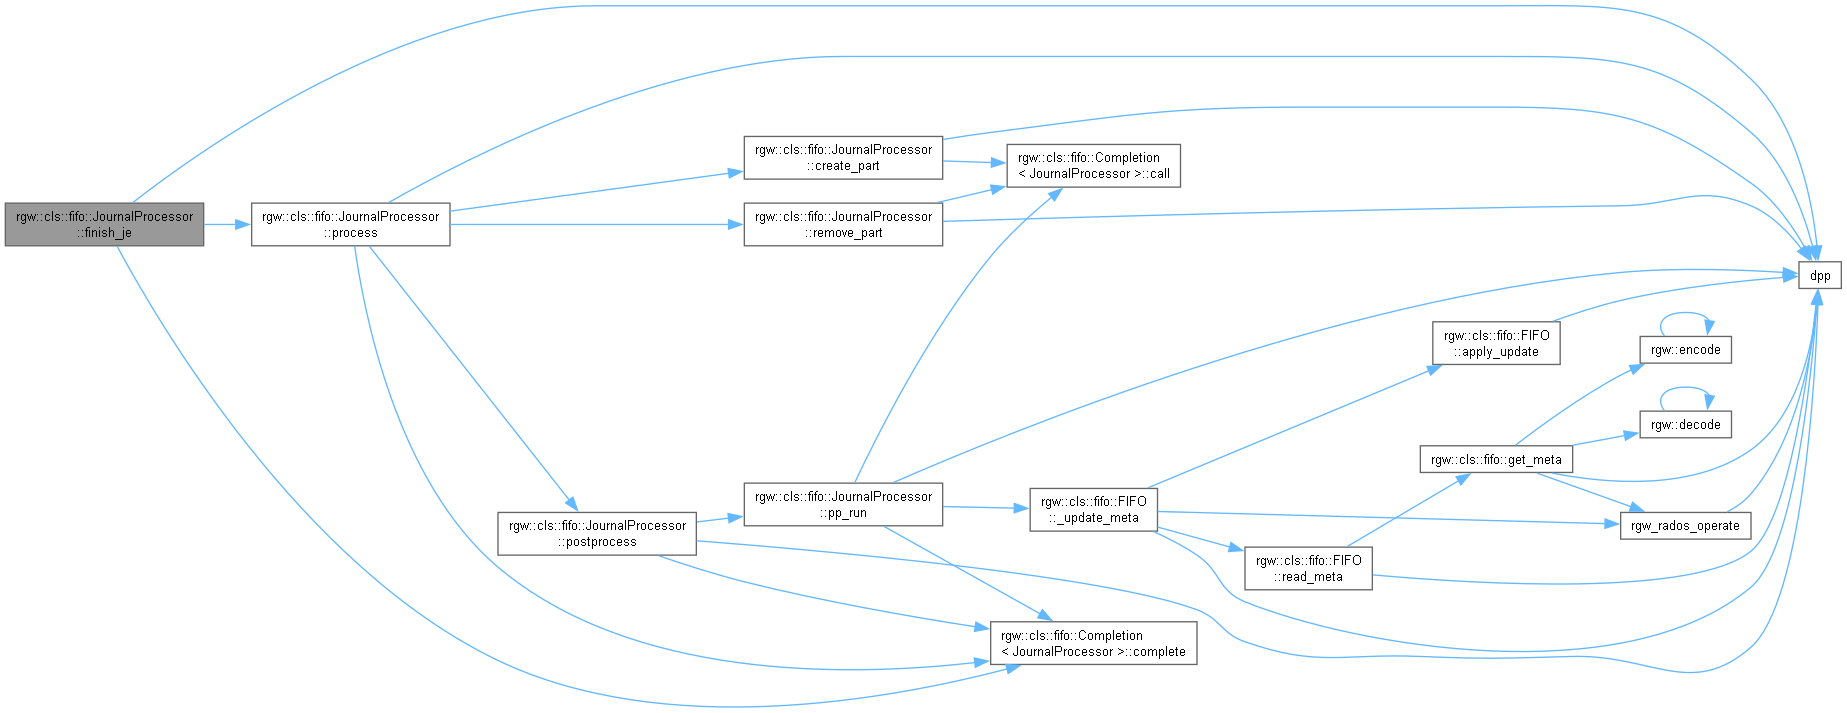 rgw::cls::fifo::JournalProcessor
::finish_je
rgw::cls::fifo::JournalProcessor
::process
rgw::cls::fifo::JournalProcessor
::create_part
rgw::cls::fifo::Completion
< JournalProcessor >::call
rgw::cls::fifo::JournalProcessor
::remove_part
dpp
rgw::cls::fifo::FIFO
::apply_update
rgw::encode
rgw::decode
rgw::cls::fifo::get_meta
rgw::cls::fifo::JournalProcessor
::pp_run
rgw::cls::fifo::FIFO
::_update_meta
rgw::cls::fifo::JournalProcessor
::postprocess
rgw_rados_operate
rgw::cls::fifo::FIFO
::read_meta
rgw::cls::fifo::Completion
< JournalProcessor >::complete